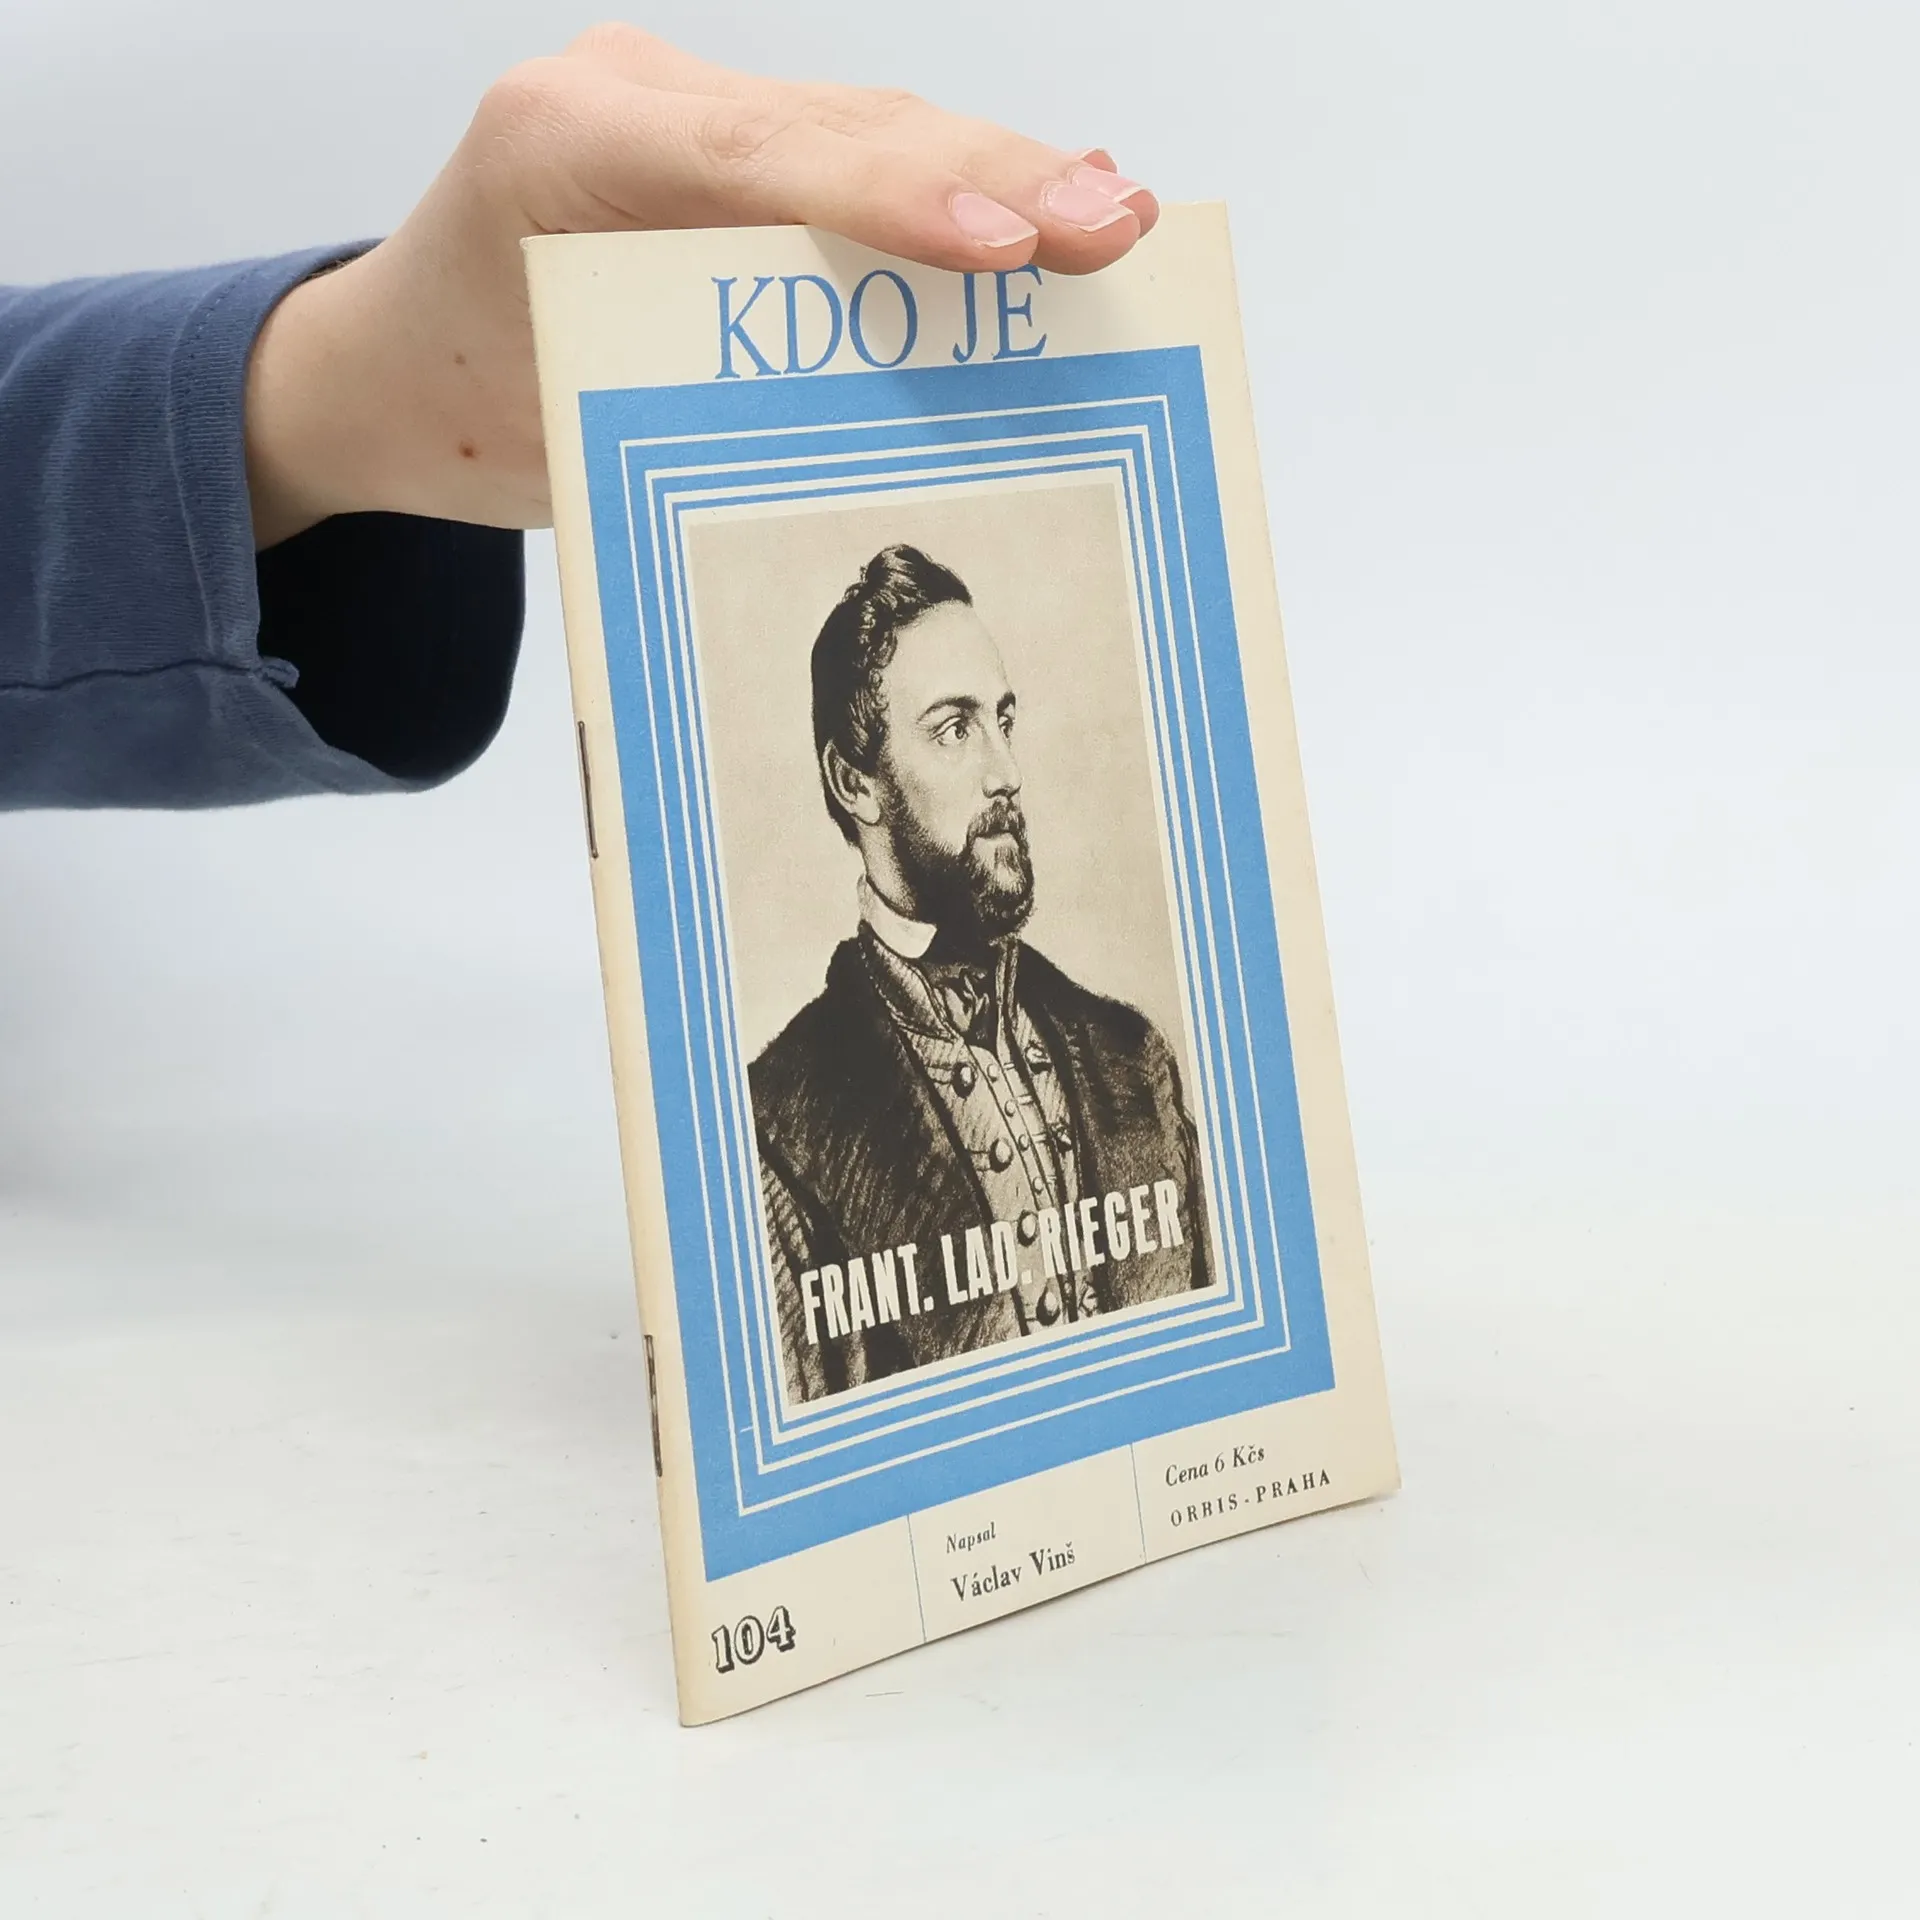 KDO JE
FRANT. LAD. RIEGER
104
Napsal
Václav Vinš
Cena 6 Kčs
ORBIS-PRAHA